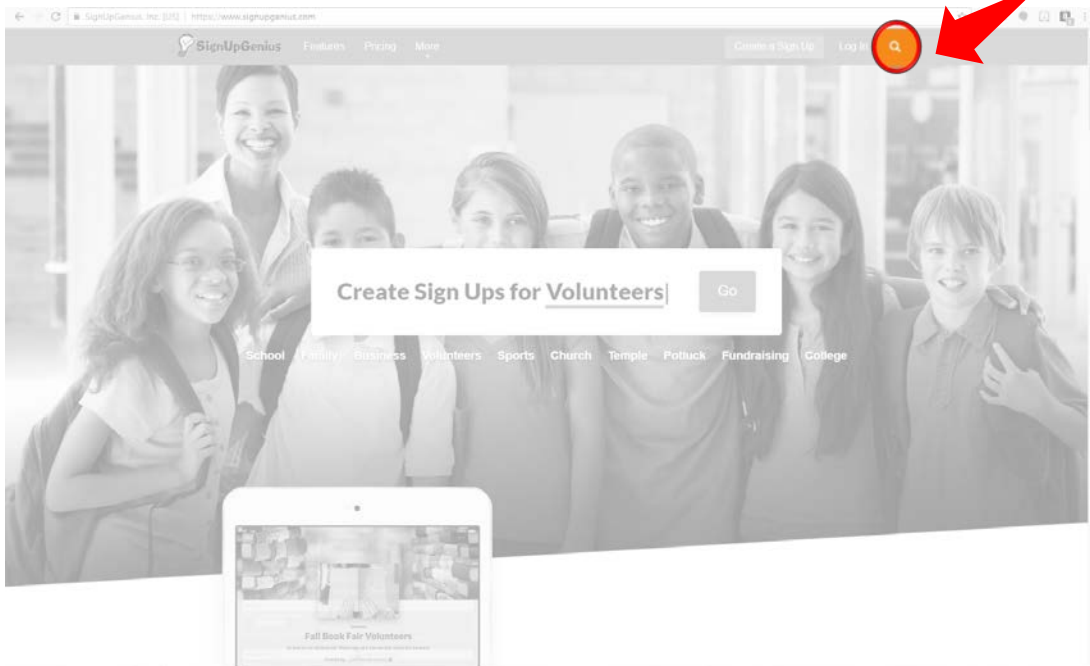 SignUpGenius, Inc. [US] | https://www.signupgenius.com
SignUpGenius Features Pricing More Create a Sign Up Log In
Create Sign Ups for Volunteers| Go
School Family Business Volunteers Sports Church Temple Potluck Fundraising College
Fall Book Fair Volunteers